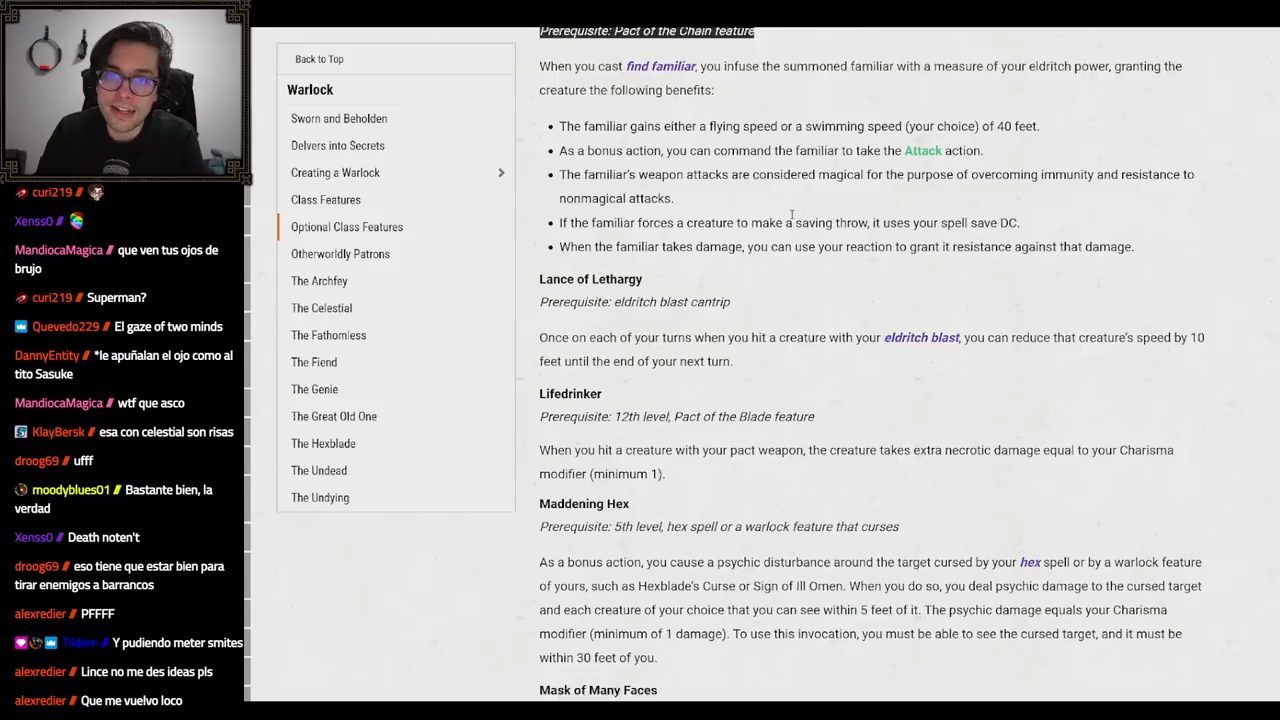 curi219 //
Xenss0 //
MandiocaMagica // que ven tus ojos de
brujo
curi219 // Superman?
Quevedo229 // El gaze of two minds
DannyEntity // *le apuñalan el ojo como al
tito Sasuke
MandiocaMagica // wtf que asco
KlayBersk // esa con celestial son risas
droog69 // ufff
moodyblues01 // Bastante bien, la
verdad
Xenss0 // Death noten't
droog69 // eso tiene que estar bien para
tirar enemigos a barrancos
alexredier // PFFFF
Tildom // Y pudiendo meter smites
alexredier // Lince no me des ideas pls
alexredier // Que me vuelvo loco
Back to Top
Warlock
Sworn and Beholden
Delvers into Secrets
Creating a Warlock
Class Features
Optional Class Features
Otherworldly Patrons
The Archfey
The Celestial
The Fathomless
The Fiend
The Genie
The Great Old One
The Hexblade
The Undead
The Undying
Prerequisite: Pact of the Chain feature
When you cast find familiar, you infuse the summoned familiar with a measure of your eldritch power, granting the
creature the following benefits:
• The familiar gains either a flying speed or a swimming speed (your choice) of 40 feet.
• As a bonus action, you can command the familiar to take the Attack action.
• The familiar's weapon attacks are considered magical for the purpose of overcoming immunity and resistance to
nonmagical attacks.
• If the familiar forces a creature to make a saving throw, it uses your spell save DC.
• When the familiar takes damage, you can use your reaction to grant it resistance against that damage.
Lance of Lethargy
Prerequisite: eldritch blast cantrip
Once on each of your turns when you hit a creature with your eldritch blast, you can reduce that creature's speed by 10
feet until the end of your next turn.
Lifedrinker
Prerequisite: 12th level, Pact of the Blade feature
When you hit a creature with your pact weapon, the creature takes extra necrotic damage equal to your Charisma
modifier (minimum 1).
Maddening Hex
Prerequisite: 5th level, hex spell or a warlock feature that curses
As a bonus action, you cause a psychic disturbance around the target cursed by your hex spell or by a warlock feature
of yours, such as Hexblade's Curse or Sign of Ill Omen. When you do so, you deal psychic damage to the cursed target
and each creature of your choice that you can see within 5 feet of it. The psychic damage equals your Charisma
modifier (minimum of 1 damage). To use this invocation, you must be able to see the cursed target, and it must be
within 30 feet of you.
Mask of Many Faces